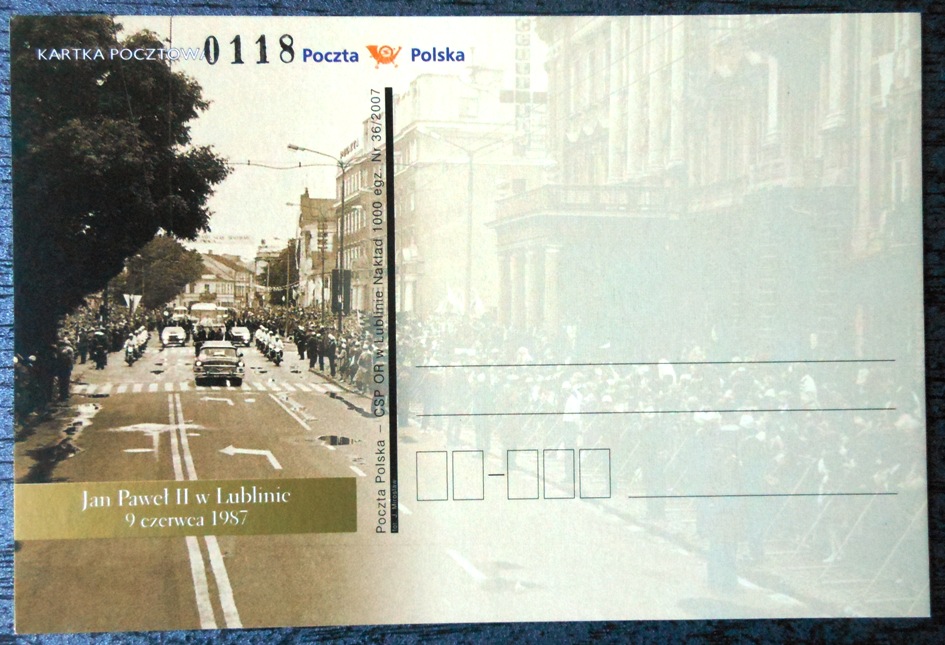 KARTKA POCZTOWA
0118
Poczta Polska
Poczta Polska – CSP OR w Lublinie Nakład 1000 egz. Nr 36/2007
Jan Paweł II w Lublinie
9 czerwca 1987